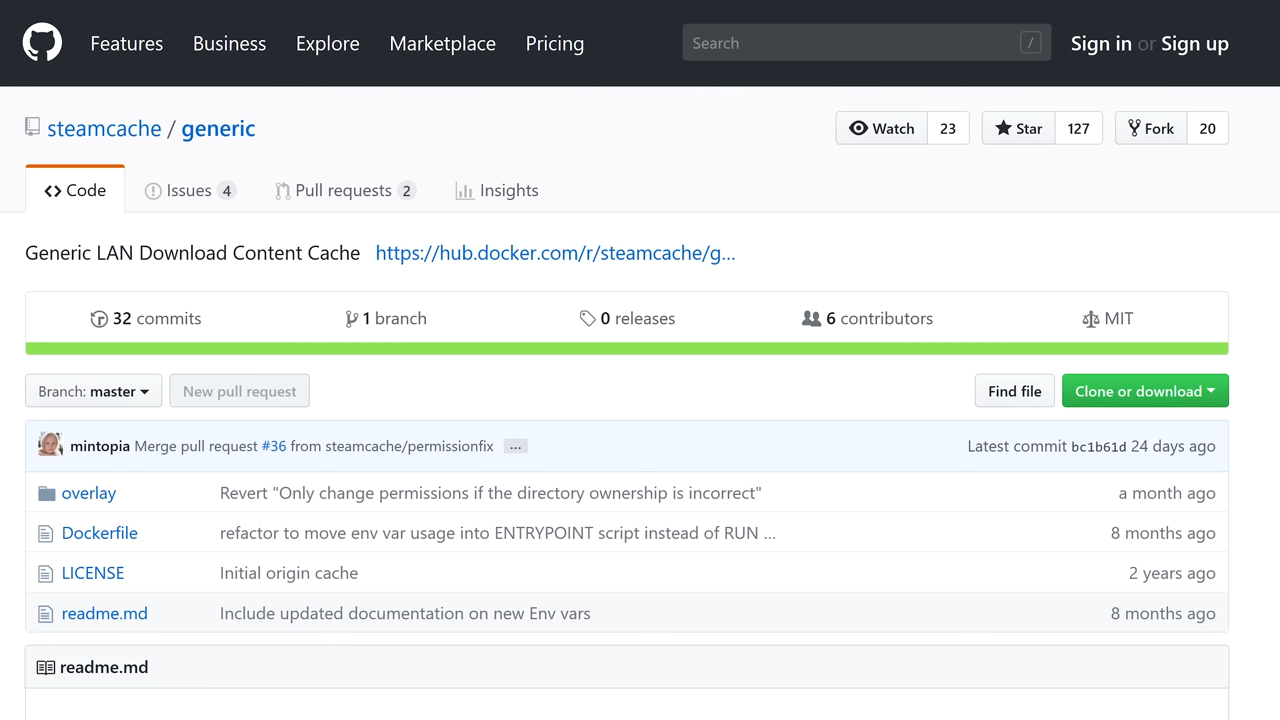 Features Business Explore Marketplace Pricing Search / Sign in or Sign up
steamcache / generic Watch 23 Star 127 Fork 20
Code Issues 4 Pull requests 2 Insights
Generic LAN Download Content Cache https://hub.docker.com/r/steamcache/g...
32 commits 1 branch 0 releases 6 contributors MIT
Branch: master New pull request Find file Clone or download
mintopia Merge pull request #36 from steamcache/permissionfix ... Latest commit bc1b61d 24 days ago
overlay Revert "Only change permissions if the directory ownership is incorrect" a month ago
Dockerfile refactor to move env var usage into ENTRYPOINT script instead of RUN ... 8 months ago
LICENSE Initial origin cache 2 years ago
readme.md Include updated documentation on new Env vars 8 months ago
readme.md